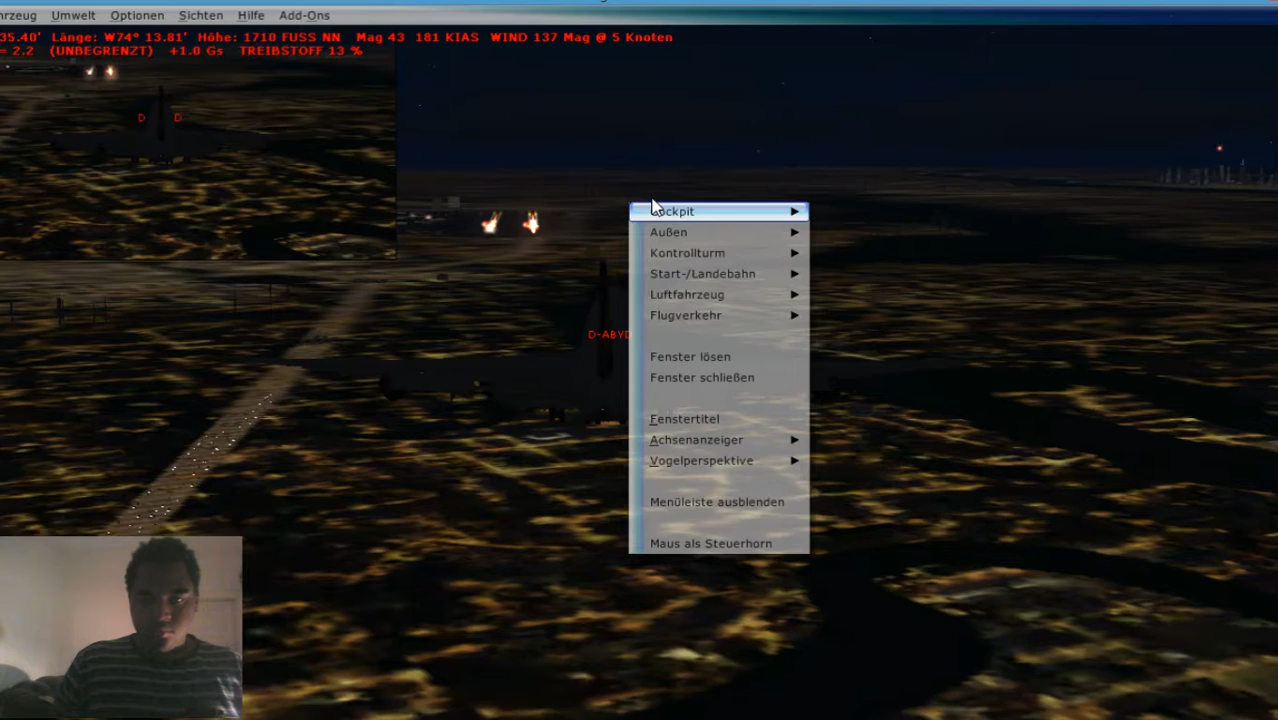 hrzeug Umwelt Optionen Sichten Hilfe Add-Ons
35.40' Länge: W74° 13.81' Höhe: 1710 FUSS NN Mag 43 181 KIAS WIND 137 Mag @ 5 Knoten
= 2.2 (UNBEGRENZT) +1.0 Gs TREIBSTOFF 13 %
D D
ckpit
Außen
Kontrollturm
Start-/Landebahn
Luftfahrzeug
Flugverkehr
D-ABYD
Fenster lösen
Fenster schließen
Fenstertitel
Achsenanzeiger
Vogelperspektive
Menüleiste ausblenden
Maus als Steuerhorn